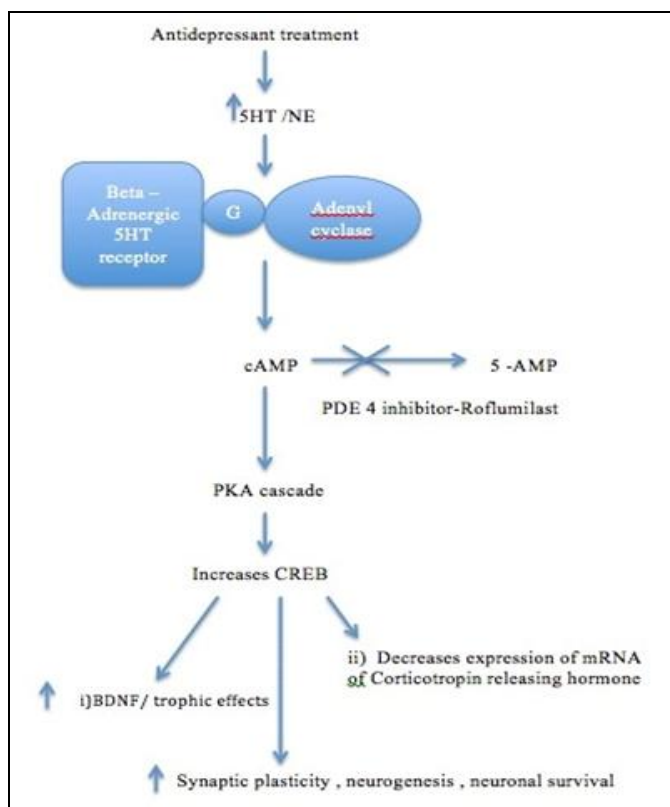 Antidepressant treatment
5HT /NE
Beta –
Adrenergic
5HT
receptor
G
Adenyl
cyclase
cAMP
5 -AMP
PDE 4 inhibitor-Roflumilast
PKA cascade
Increases CREB
ii) Decreases expression of mRNA
of Corticotropin releasing hormone
i)BDNF/ trophic effects
Synaptic plasticity , neurogenesis , neuronal survival